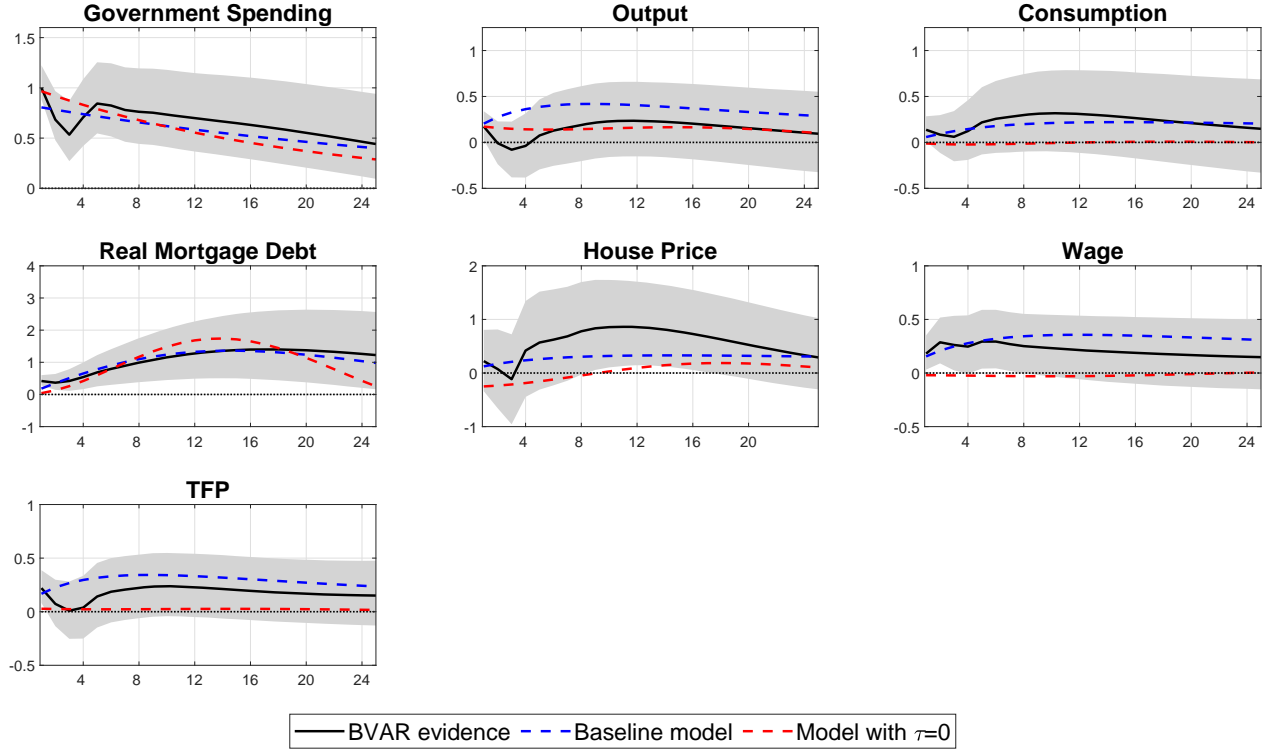 Government Spending
1.5
1
0.5
0
4 8 12 16 20 24
Output
1
0.5
0
-0.5
4 8 12 16 20 24
Consumption
1
0.5
0
-0.5
4 8 12 16 20 24
Real Mortgage Debt
4
3
2
1
0
-1
4 8 12 16 20 24
House Price
2
1
0
-1
4 8 12 16 20 24
Wage
1
0.5
0
-0.5
4 8 12 16 20 24
TFP
1
0.5
0
-0.5
4 8 12 16 20 24
BVAR evidence Baseline model Model with τ=0